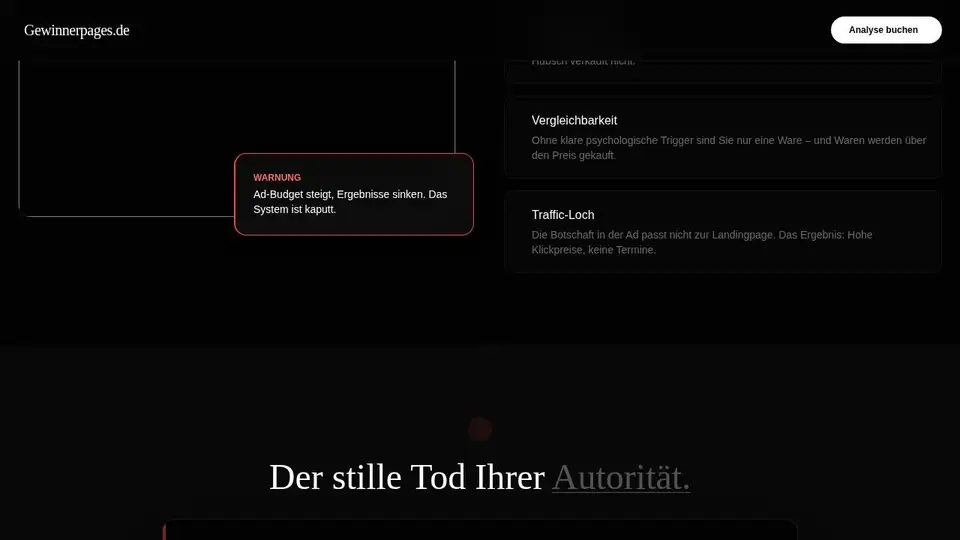 Gewinnerpages.de
Analyse buchen
Hübsch verkauft nicht.
Vergleichbarkeit
Ohne klare psychologische Trigger sind Sie nur eine Ware – und Waren werden über
den Preis gekauft.
WARNUNG
Ad-Budget steigt, Ergebnisse sinken. Das
System ist kaputt.
Traffic-Loch
Die Botschaft in der Ad passt nicht zur Landingpage. Das Ergebnis: Hohe
Klickpreise, keine Termine.
Der stille Tod Ihrer Autorität.